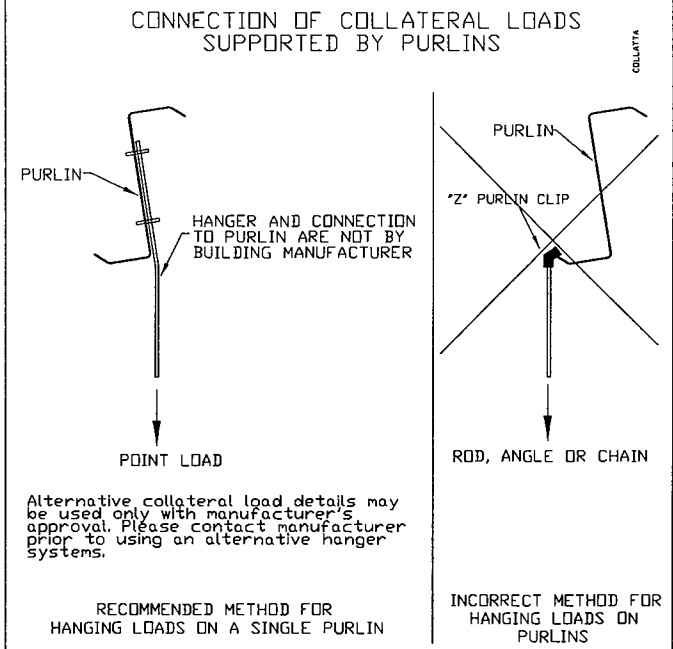 CONNECTION OF COLLATERAL LOADS
SUPPORTED BY PURLINS
COLLATTA
PURLIN
HANGER AND CONNECTION
TO PURLIN ARE NOT BY
BUILDING MANUFACTURER
POINT LOAD
Alternative collateral load details may
be used only with manufacturer's
approval. Please contact manufacturer
prior to using an alternative hanger
systems.
RECOMMENDED METHOD FOR
HANGING LOADS ON A SINGLE PURLIN
PURLIN
"Z" PURLIN CLIP
ROD, ANGLE OR CHAIN
INCORRECT METHOD FOR
HANGING LOADS ON
PURLINS